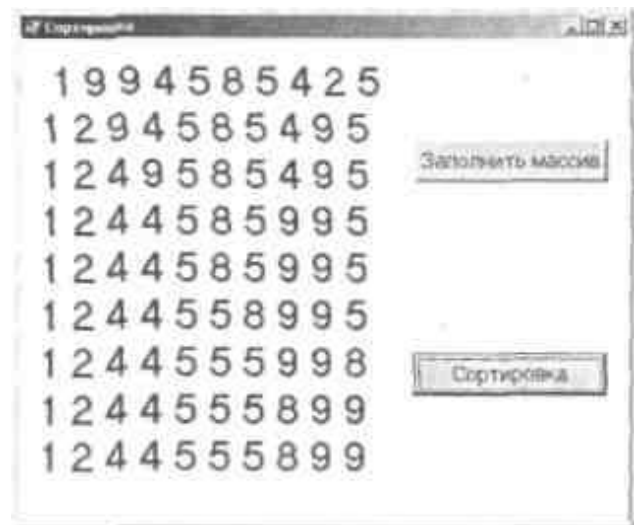 Сортировка
1 9 9 4 5 8 5 4 2 5
1 2 9 4 5 8 5 4 9 5
1 2 4 9 5 8 5 4 9 5
1 2 4 4 5 8 5 9 9 5
1 2 4 4 5 8 5 9 9 5
1 2 4 4 5 5 8 9 9 5
1 2 4 4 5 5 5 9 9 8
1 2 4 4 5 5 5 8 9 9
1 2 4 4 5 5 5 8 9 9
Заполнить массив
Сортировка